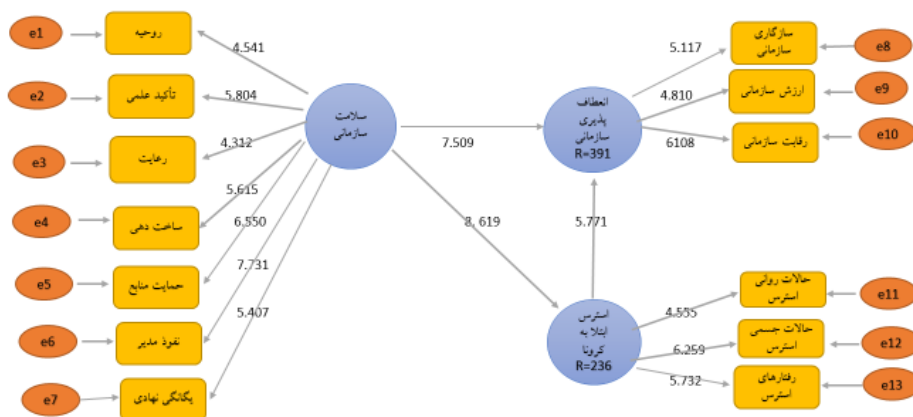 e1
روحیه
4.541
e2
تأکید علمی
5.804
e3
رعایت
4.312
e4
ساخت دهی
5.615
e5
حمایت منابع
6.550
e6
نفوذ مدیر
7.731
e7
یگانگی نهادی
5.407
سلامت
سازمانی
7.509
8, 619
5.771
انعطاف
پذیری
سازمانی
R=391
استرس
ابتلا به
کرونا
R=236
5.117
سازگاری
سازمانی
e8
4.810
ارزش سازمانی
e9
6108
رقابت سازمانی
e10
حالات روانی
استرس
e11
6.259
حالات جسمی
استرس
e12
5.732
رفتارهای
استرس
e13